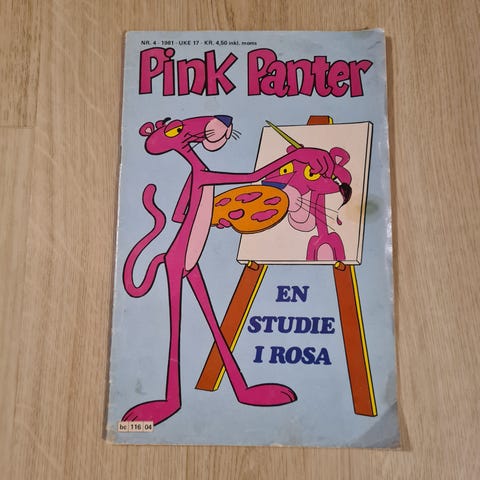 NR. 4 - 1981 - UKE 17 - KR. 4,50 inkl. moms
Pink Panter
EN
STUDIE
I ROSA
bc 116 04